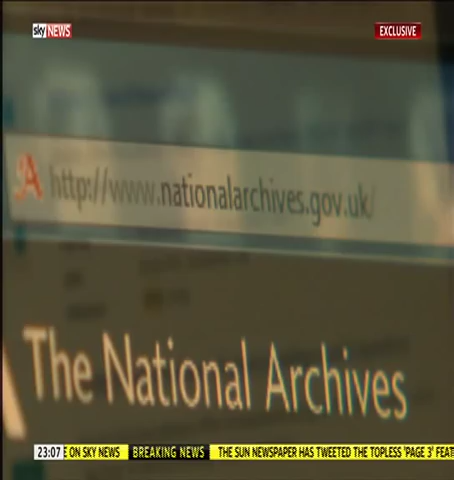 sky NEWS
EXCLUSIVE
http://www.nationalarchives.gov.uk/
The National Archives
23:07 E ON SKY NEWS BREAKING NEWS THE SUN NEWSPAPER HAS TWEETED THE TOPLESS 'PAGE 3' FEAT